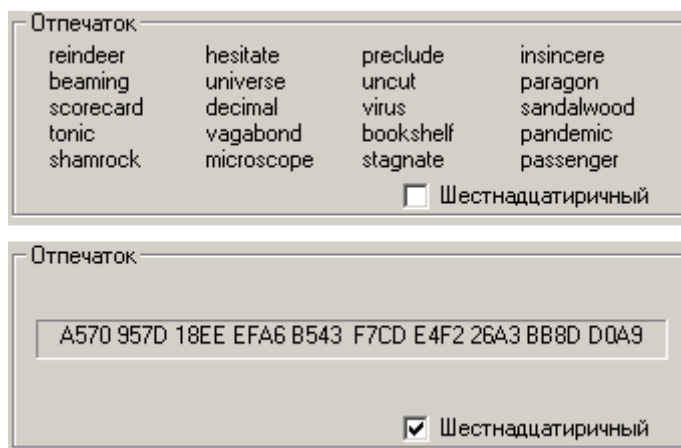 Отпечаток
reindeer hesitate preclude insincere
beaming universe uncut paragon
scorecard decimal virus sandalwood
tonic vagabond bookshelf pandemic
shamrock microscope stagnate passenger
Шестнадцатиричный
Отпечаток
A570 957D 18EE EFA6 B543 F7CD E4F2 26A3 BB8D D0A9
Шестнадцатиричный